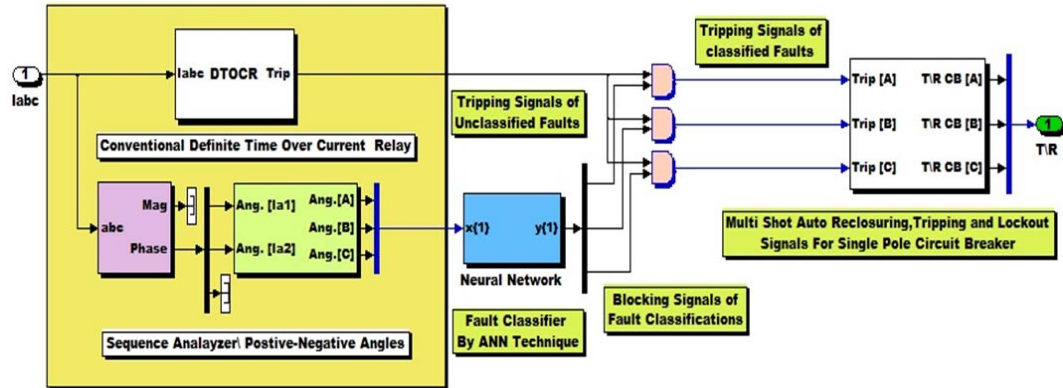 1
Iabc
Iabc DTOCR Trip
Conventional Definite Time Over Current Relay
Tripping Signals of
Unclassified Faults
Tripping Signals of
classified Faults
Trip [A]
T\R CB [A]
Trip [B]
T\R CB [B]
Trip [C]
T\R CB [C]
1
T\R
Multi Shot Auto Reclosuring,Tripping and Lockout
Signals For Single Pole Circuit Breaker
abc
Mag
Phase
Ang. [Ia1]
Ang. [Ia2]
Ang.[A]
Ang.[B]
Ang.[C]
Sequence Analayzer\ Postive-Negative Angles
x{1}
y{1}
Neural Network
Fault Classifier
By ANN Technique
Blocking Signals of
Fault Classifications